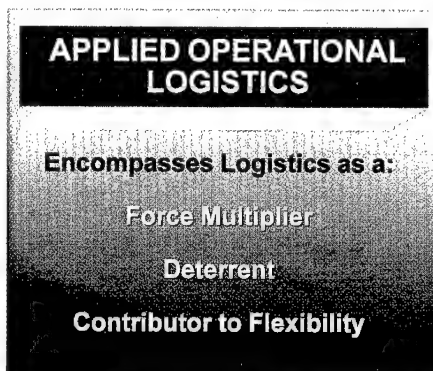 APPLIED OPERATIONAL
LOGISTICS
Encompasses Logistics as a:
Force Multiplier
Deterrent
Contributor to Flexibility